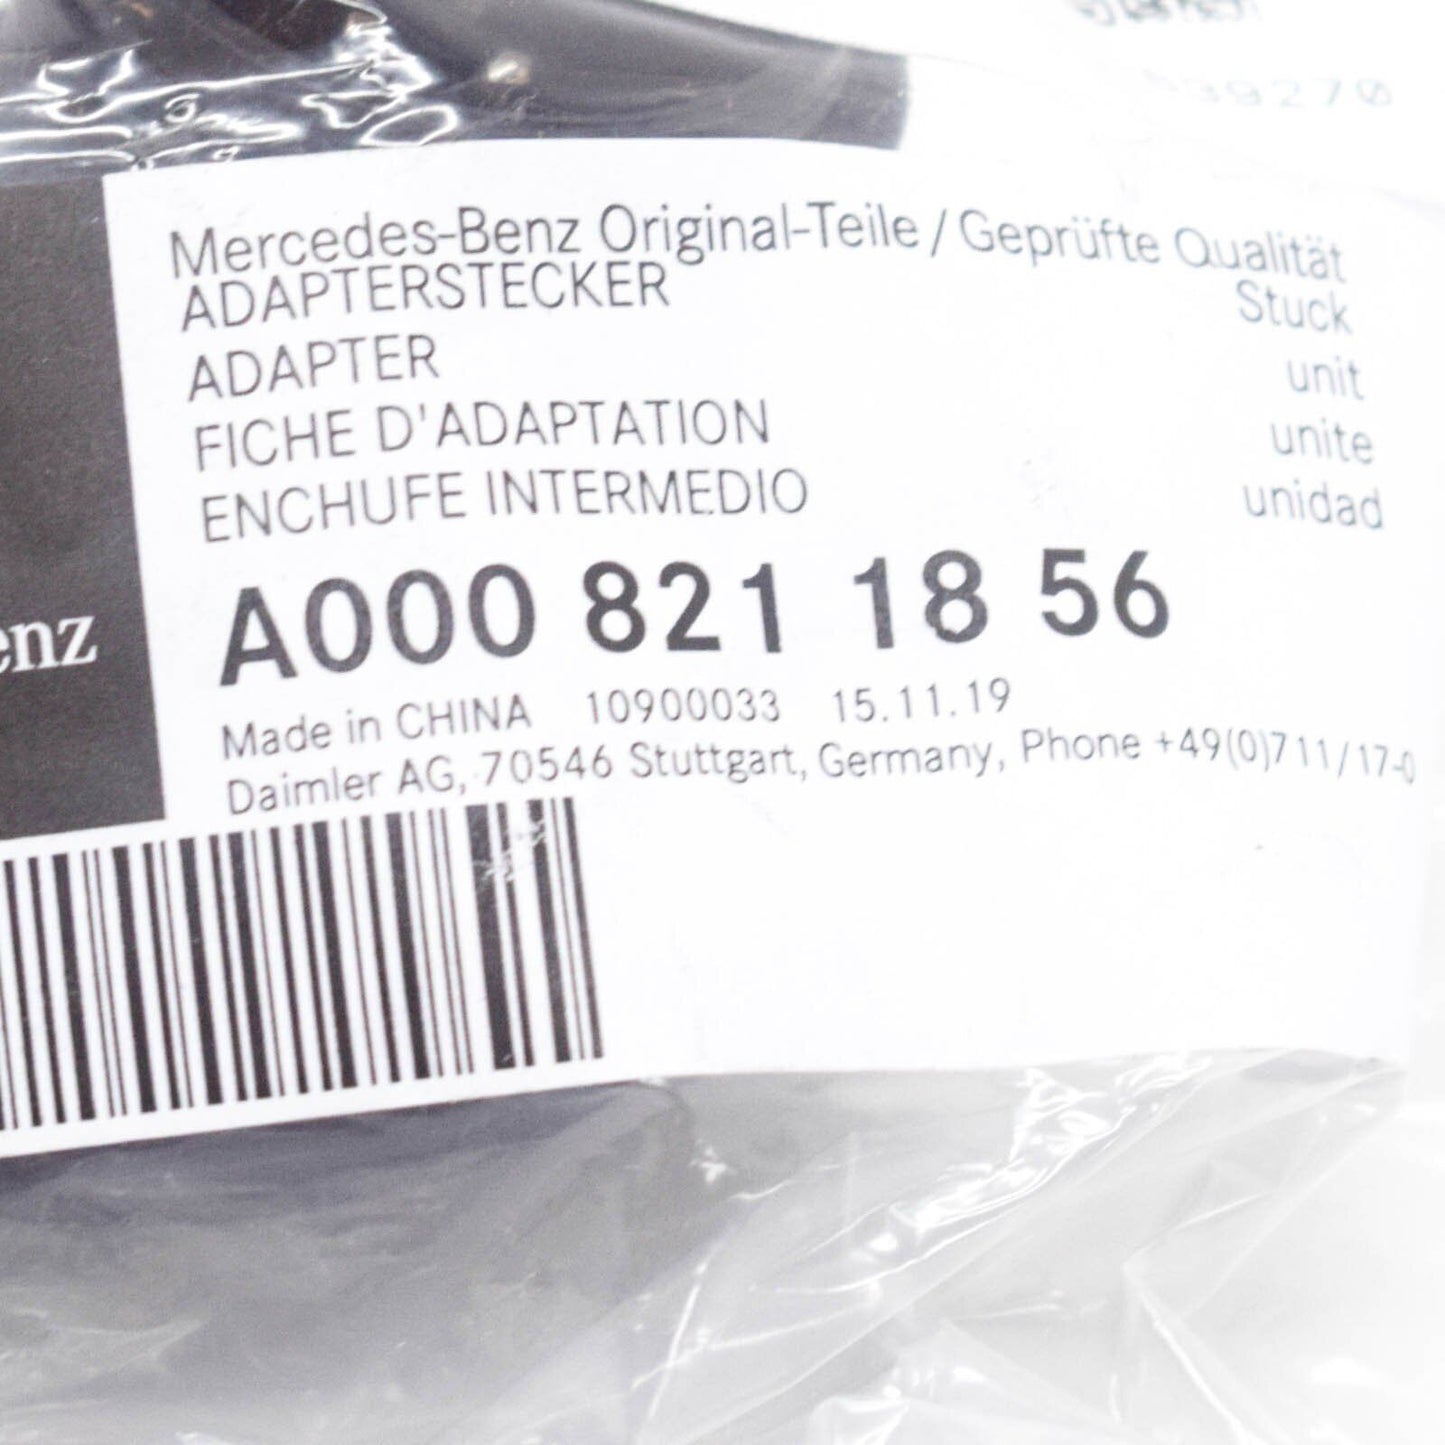 99270
Mercedes-Benz Original-Teile / Geprüfte Qualität
ADAPTERSTECKER Stuck
ADAPTER unit
FICHE D'ADAPTATION unite
ENCHUFE INTERMEDIO unidad
A000 821 18 56
enz
Made in CHINA 10900033 15.11.19
Daimler AG, 70546 Stuttgart, Germany, Phone +49(0)711/17-0